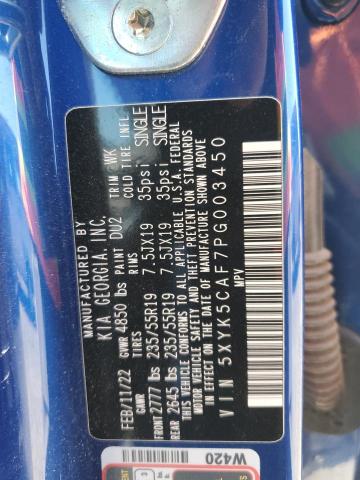 MANUFACTURED BY
KIA GEORGIA, INC.
FEB/11/22 PAINT DU2 TRIM WK
GVWR 4850 lbs
GAWR TIRES RIMS COLD TIRE INFL.
FRONT 2777 lbs 235/55R19 7.5JX19 35psi SINGLE
REAR 2645 lbs 235/55R19 7.5JX19 35psi SINGLE
THIS VEHICLE CONFORMS TO ALL APPLICABLE U.S.A. FEDERAL
MOTOR VEHICLE SAFETY, BUMPER, AND THEFT PREVENTION STANDARDS
IN EFFECT ON THE DATE OF MANUFACTURE SHOWN ABOVE
VIN 5XYK5CAF7PG003450
MPV
W420